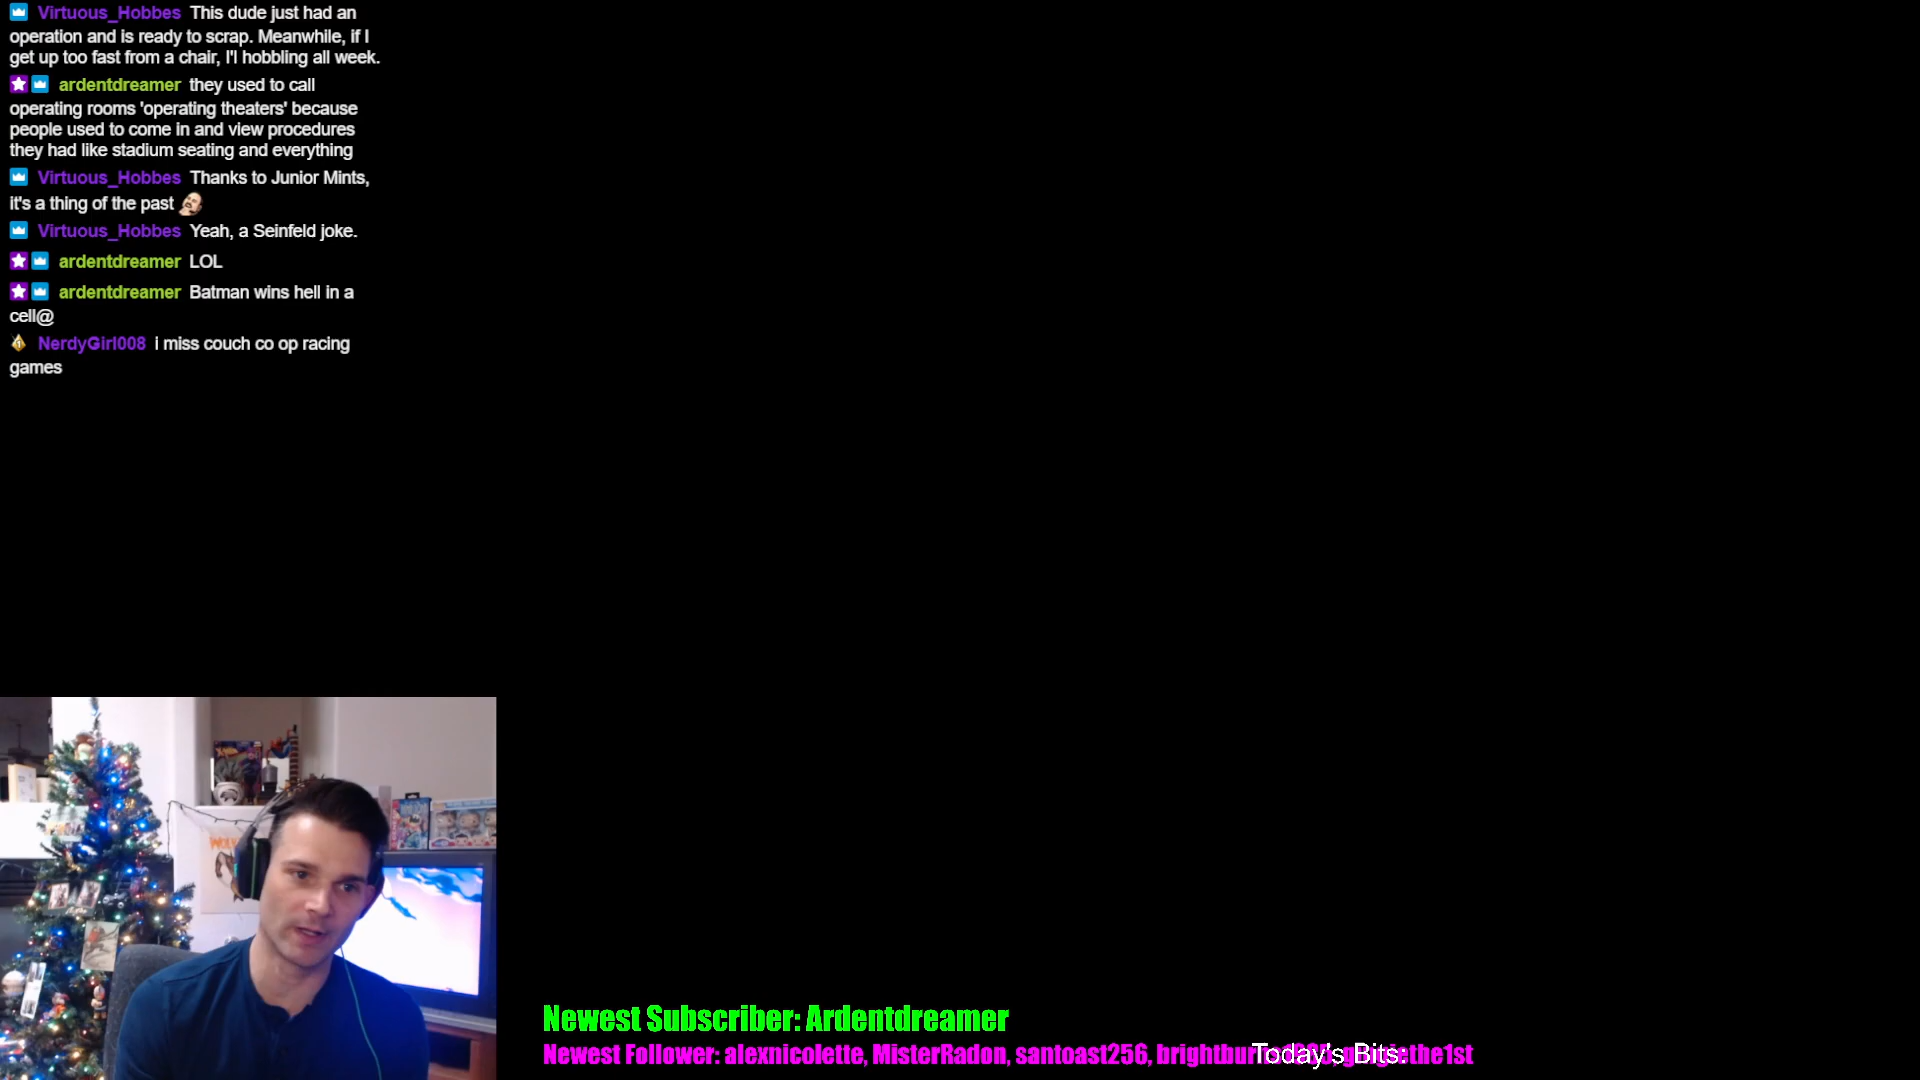 Virtuous_Hobbes This dude just had an
operation and is ready to scrap. Meanwhile, if I
get up too fast from a chair, I'l hobbling all week.
ardentdreamer they used to call
operating rooms 'operating theaters' because
people used to come in and view procedures
they had like stadium seating and everything
Virtuous_Hobbes Thanks to Junior Mints,
it's a thing of the past
Virtuous_Hobbes Yeah, a Seinfeld joke.
ardentdreamer LOL
ardentdreamer Batman wins hell in a
cell@
NerdyGirl008 i miss couch co op racing
games
Newest Subscriber: Ardentdreamer
Newest Follower: alexnicolette, MisterRadon, santoast256,
Today's Bits: